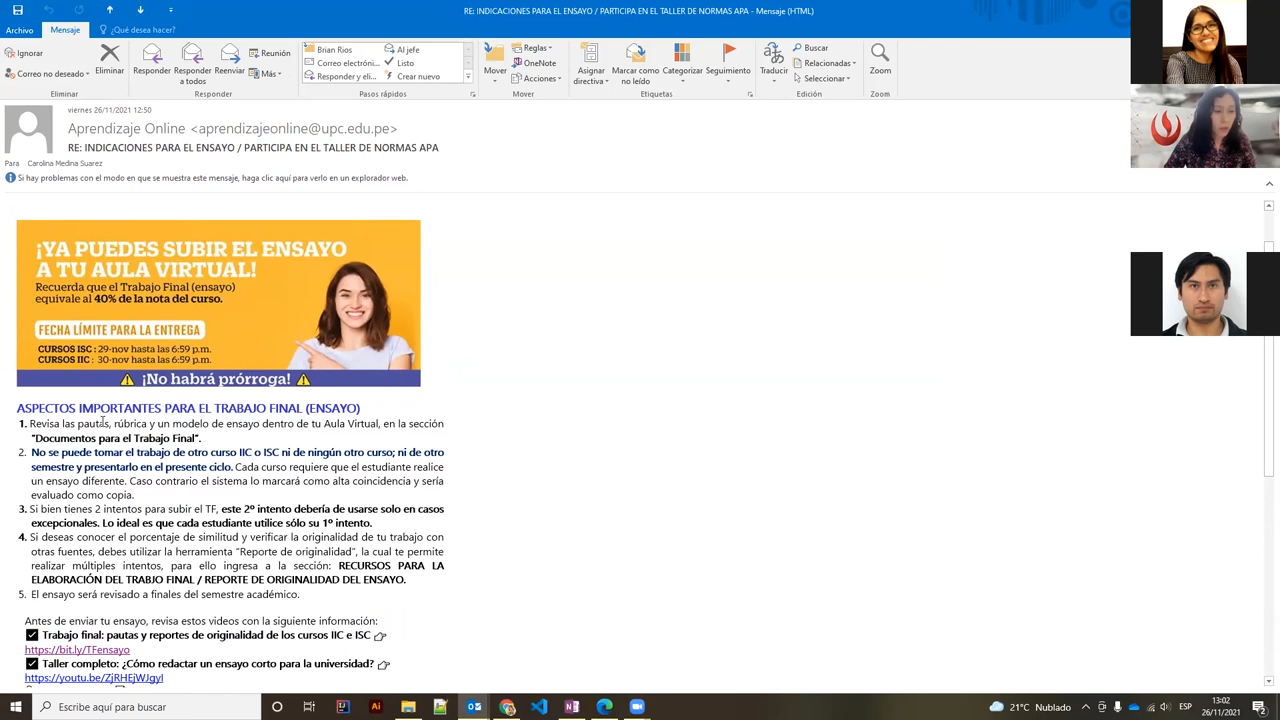 RE: INDICACIONES PARA EL ENSAYO / PARTICIPA EN EL TALLER DE NORMAS APA - Mensaje (HTML)
Archivo
Mensaje
¿Qué desea hacer?
Ignorar
Correo no deseado
Eliminar
Eliminar
Responder
Responder a todos
Reenviar
Reunión
Más
Responder
Brian Rios
Correo electróni...
Responder y eli...
Al jefe
Listo
Crear nuevo
Pasos rápidos
Mover
Reglas
OneNote
Acciones
Mover
Asignar directiva
Marcar como no leído
Categorizar
Seguimiento
Etiquetas
Traducir
Buscar
Relacionadas
Seleccionar
Edición
Zoom
Zoom
viernes 26/11/2021 12:50
Aprendizaje Online <aprendizajeonline@upc.edu.pe>
RE: INDICACIONES PARA EL ENSAYO / PARTICIPA EN EL TALLER DE NORMAS APA
Para Carolina Medina Suarez
Si hay problemas con el modo en que se muestra este mensaje, haga clic aquí para verlo en un explorador web.
¡YA PUEDES SUBIR EL ENSAYO
A TU AULA VIRTUAL!
Recuerda que el Trabajo Final (ensayo)
equivale al 40% de la nota del curso.
FECHA LÍMITE PARA LA ENTREGA
CURSOS ISC : 29-nov hasta las 6:59 p.m.
CURSOS IIC : 30-nov hasta las 6:59 p.m.
¡No habrá prórroga!
ASPECTOS IMPORTANTES PARA EL TRABAJO FINAL (ENSAYO)
1. Revisa las pautas, rúbrica y un modelo de ensayo dentro de tu Aula Virtual, en la sección
"Documentos para el Trabajo Final".
2. No se puede tomar el trabajo de otro curso IIC o ISC ni de ningún otro curso; ni de otro
semestre y presentarlo en el presente ciclo. Cada curso requiere que el estudiante realice
un ensayo diferente. Caso contrario el sistema lo marcará como alta coincidencia y sería
evaluado como copia.
3. Si bien tienes 2 intentos para subir el TF, este 2º intento debería de usarse solo en casos
excepcionales. Lo ideal es que cada estudiante utilice sólo su 1º intento.
4. Si deseas conocer el porcentaje de similitud y verificar la originalidad de tu trabajo con
otras fuentes, debes utilizar la herramienta "Reporte de originalidad", la cual te permite
realizar múltiples intentos, para ello ingresa a la sección: RECURSOS PARA LA
ELABORACIÓN DEL TRABJO FINAL / REPORTE DE ORIGINALIDAD DEL ENSAYO.
5. El ensayo será revisado a finales del semestre académico.
Antes de enviar tu ensayo, revisa estos videos con la siguiente información:
Trabajo final: pautas y reportes de originalidad de los cursos IIC e ISC
https://bit.ly/TFensayo
Taller completo: ¿Cómo redactar un ensayo corto para la universidad?
https://youtu.be/ZjRHEjWJgyI
Escribe aquí para buscar
21°C Nublado
ESP
13:02
26/11/2021